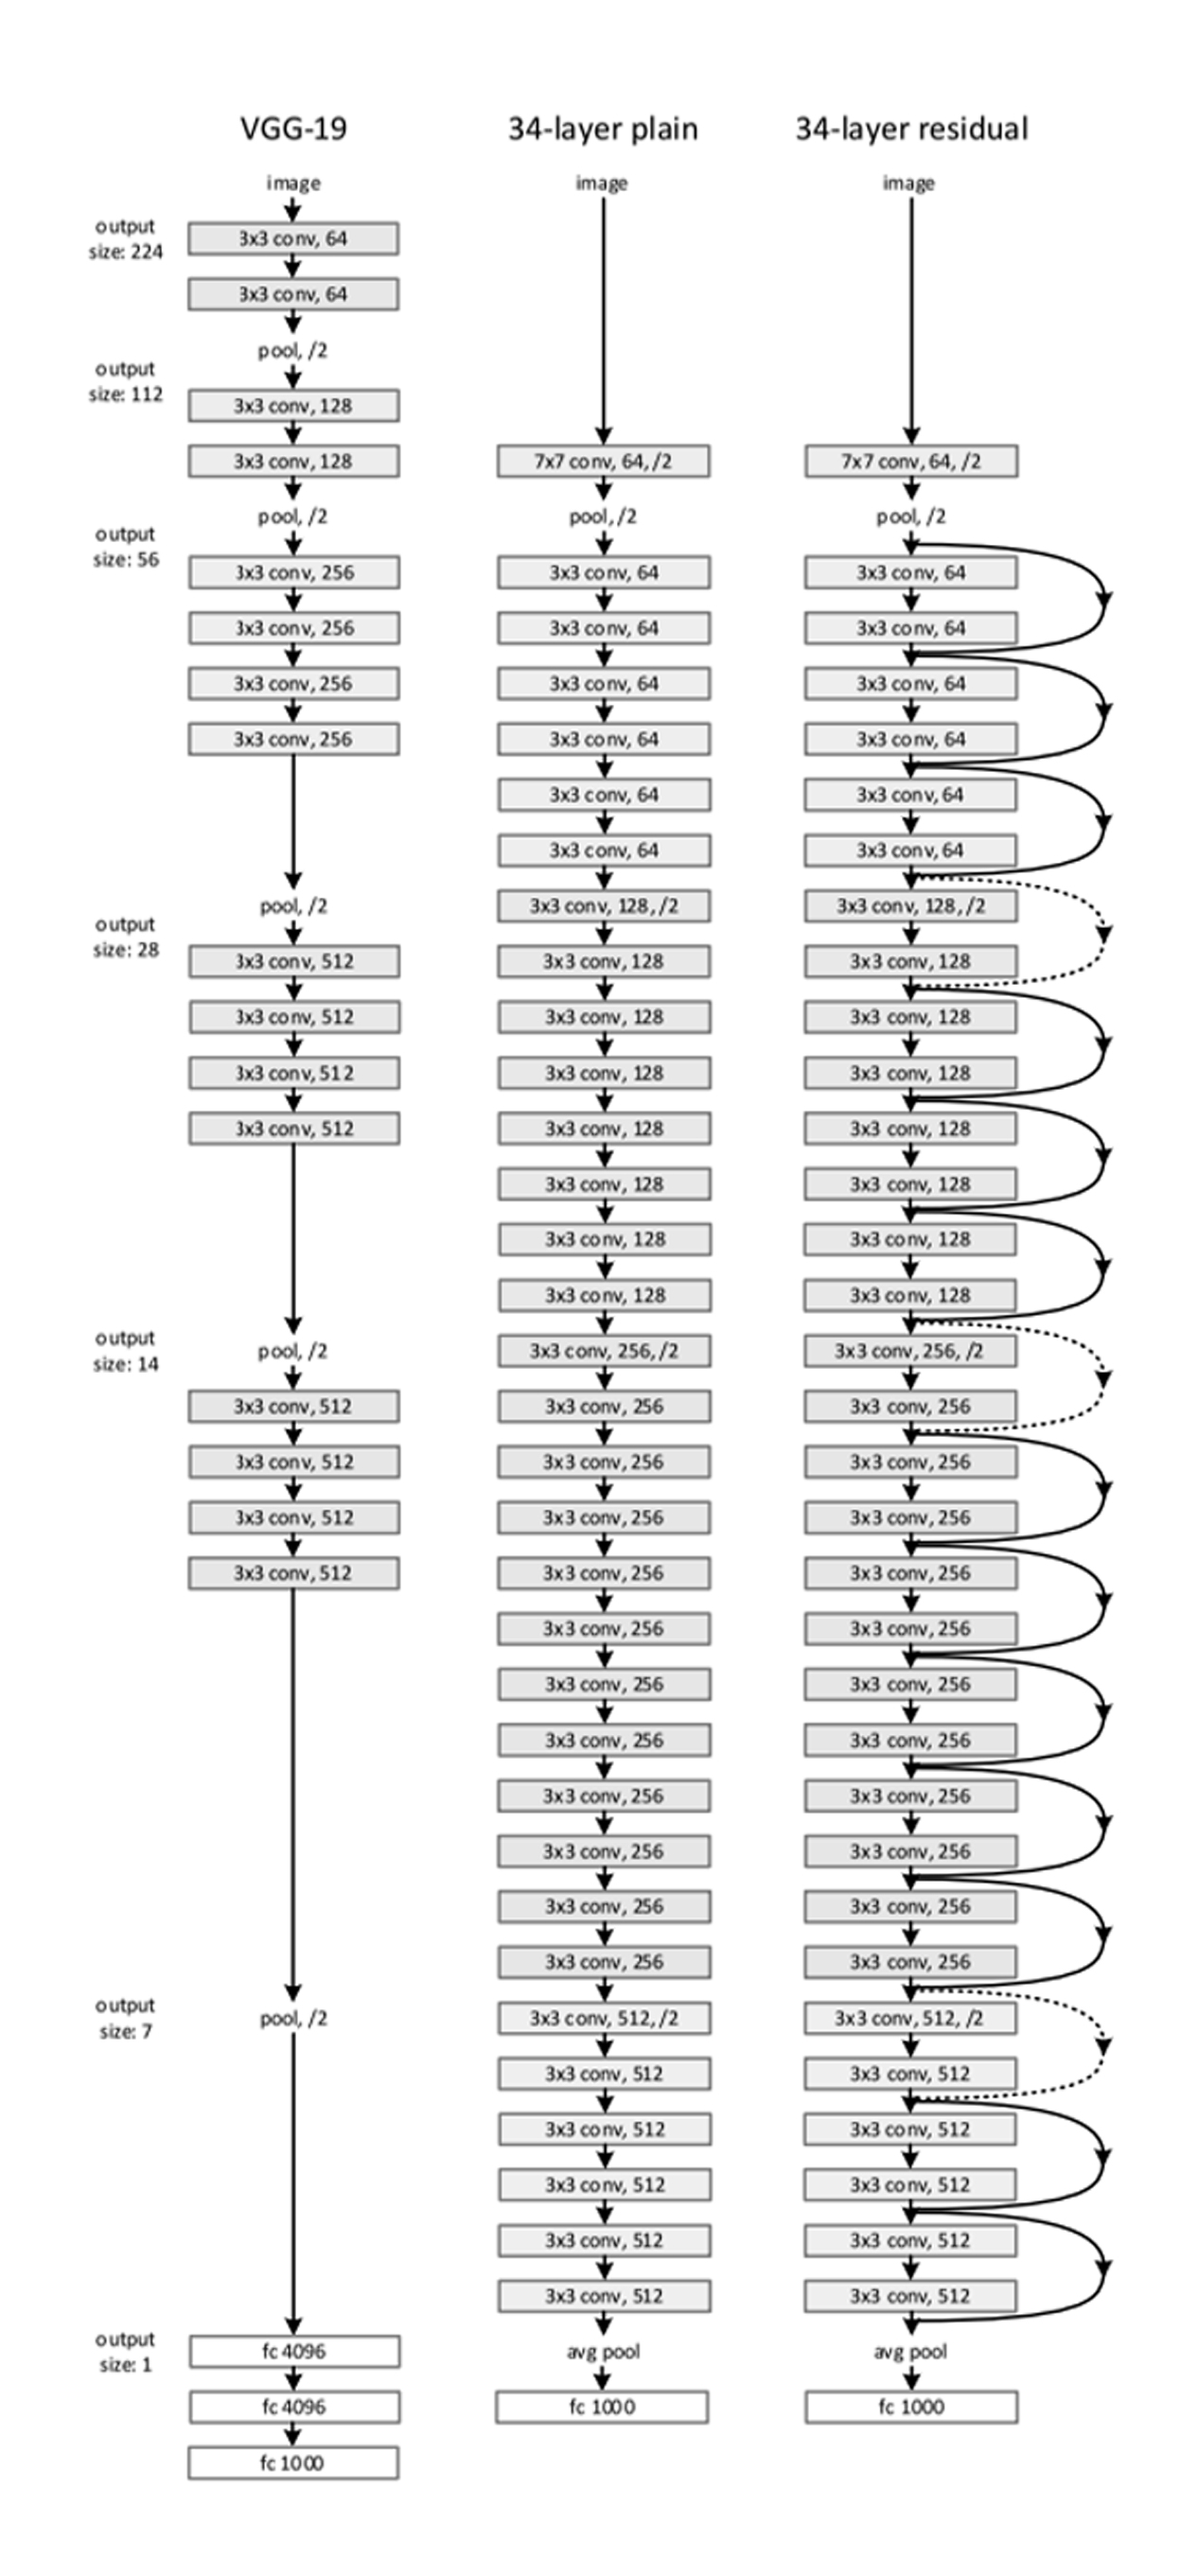 VGG-19
image
output
size: 224
3x3 conv, 64
3x3 conv, 64
pool, /2
output
size: 112
3x3 conv, 128
3x3 conv, 128
pool, /2
output
size: 56
3x3 conv, 256
3x3 conv, 256
3x3 conv, 256
3x3 conv, 256
pool, /2
output
size: 28
3x3 conv, 512
3x3 conv, 512
3x3 conv, 512
3x3 conv, 512
output
size: 14
pool, /2
3x3 conv, 512
3x3 conv, 512
3x3 conv, 512
3x3 conv, 512
output
size: 7
pool, /2
output
size: 1
fc 4096
fc 4096
fc 1000
34-layer plain
image
7x7 conv, 64, /2
pool, /2
3x3 conv, 64
3x3 conv, 64
3x3 conv, 64
3x3 conv, 64
3x3 conv, 64
3x3 conv, 64
3x3 conv, 128, /2
3x3 conv, 128
3x3 conv, 128
3x3 conv, 128
3x3 conv, 128
3x3 conv, 128
3x3 conv, 128
3x3 conv, 128
3x3 conv, 256, /2
3x3 conv, 256
3x3 conv, 256
3x3 conv, 256
3x3 conv, 256
3x3 conv, 256
3x3 conv, 256
3x3 conv, 256
3x3 conv, 256
3x3 conv, 256
3x3 conv, 256
3x3 conv, 256
3x3 conv, 512, /2
3x3 conv, 512
3x3 conv, 512
3x3 conv, 512
3x3 conv, 512
3x3 conv, 512
avg pool
fc 1000
34-layer residual
image
7x7 conv, 64, /2
pool, /2
3x3 conv, 64
3x3 conv, 64
3x3 conv, 64
3x3 conv, 64
3x3 conv, 64
3x3 conv, 64
3x3 conv, 128, /2
3x3 conv, 128
3x3 conv, 128
3x3 conv, 128
3x3 conv, 128
3x3 conv, 128
3x3 conv, 128
3x3 conv, 128
3x3 conv, 256, /2
3x3 conv, 256
3x3 conv, 256
3x3 conv, 256
3x3 conv, 256
3x3 conv, 256
3x3 conv, 256
3x3 conv, 256
3x3 conv, 256
3x3 conv, 256
3x3 conv, 256
3x3 conv, 256
3x3 conv, 512, /2
3x3 conv, 512
3x3 conv, 512
3x3 conv, 512
3x3 conv, 512
3x3 conv, 512
avg pool
fc 1000